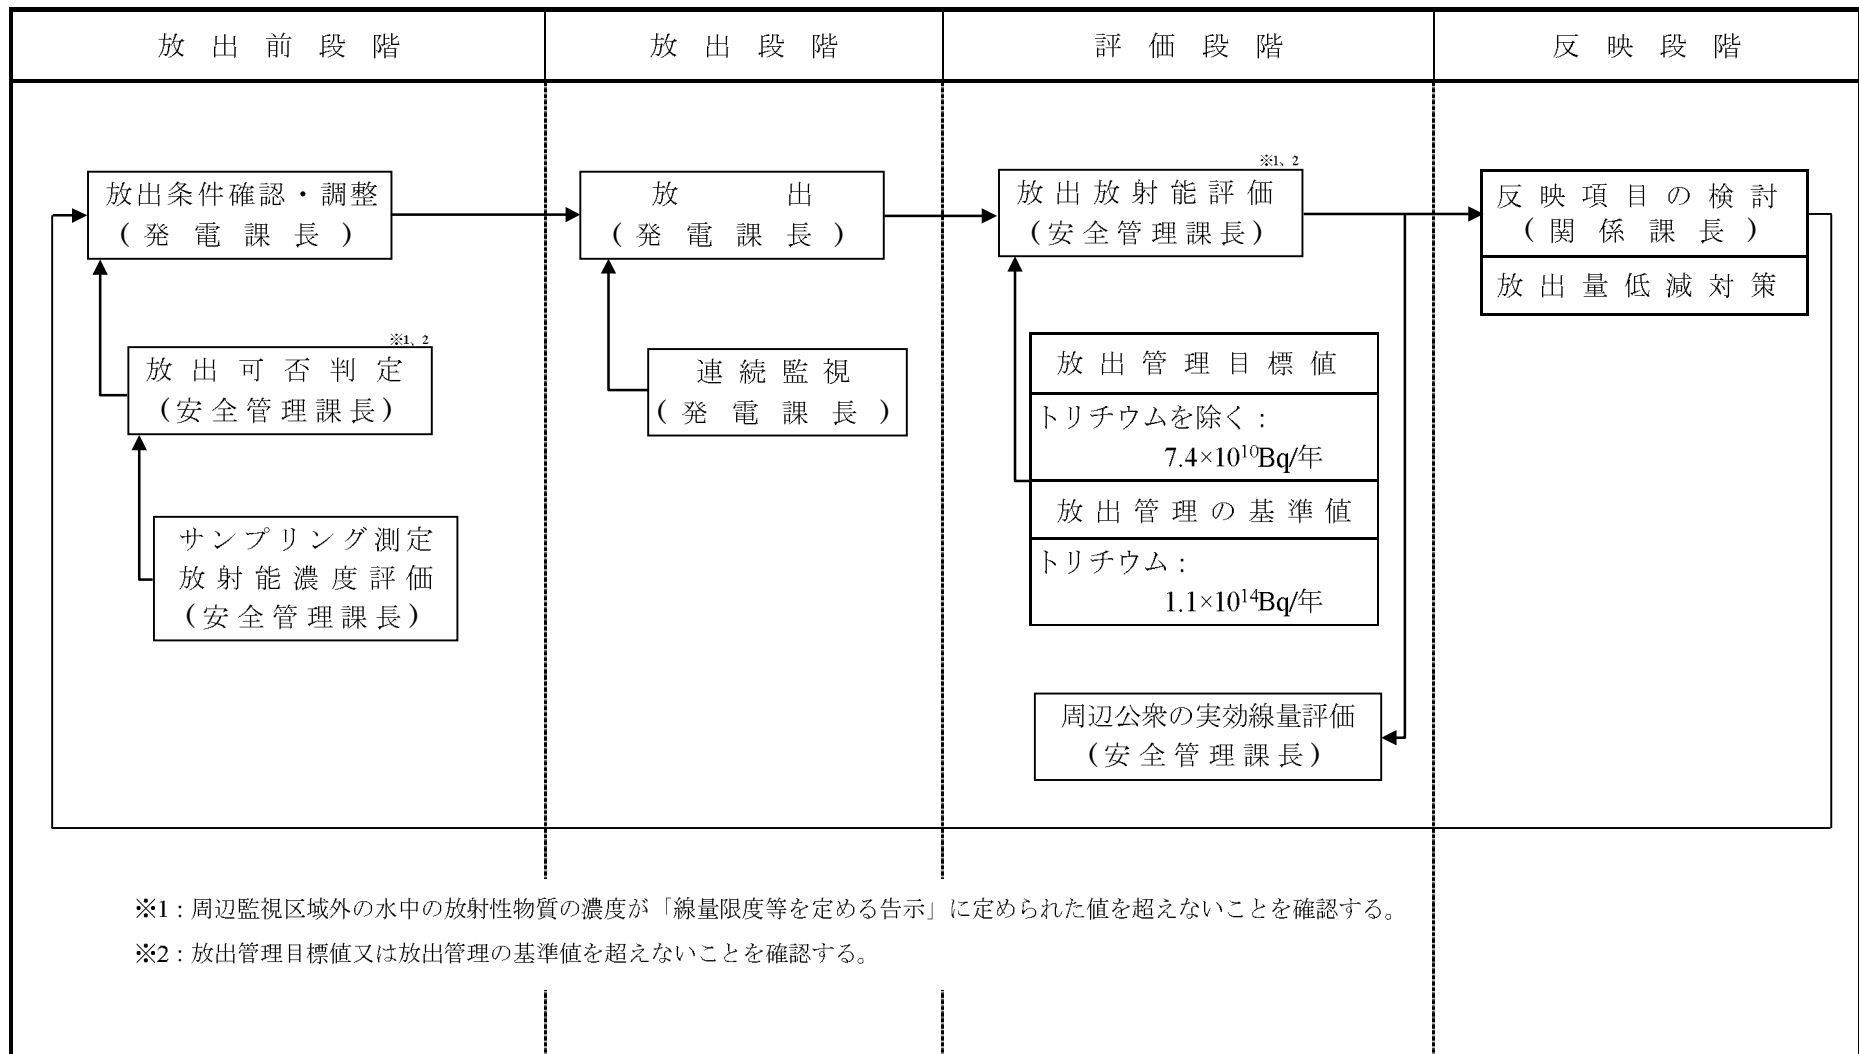 放出前段階
放出段階
評価段階
反映段階
放出条件確認・調整
(発電課長)
※1、2
放出可否判定
(安全管理課長)
サンプリング測定
放射能濃度評価
(安全管理課長)
放出
(発電課長)
連続監視
(発電課長)
※1、2
放出放射能評価
(安全管理課長)
放出管理目標値
トリチウムを除く:
7.4×10¹⁰Bq/年
放出管理の基準値
トリチウム:
1.1×10¹⁴Bq/年
周辺公衆の実効線量評価
(安全管理課長)
反映項目の検討
(関係課長)
放出量低減対策
※1:周辺監視区域外の水中の放射性物質の濃度が「線量限度等を定める告示」に定められた値を超えないことを確認する。
※2:放出管理目標値又は放出管理の基準値を超えないことを確認する。